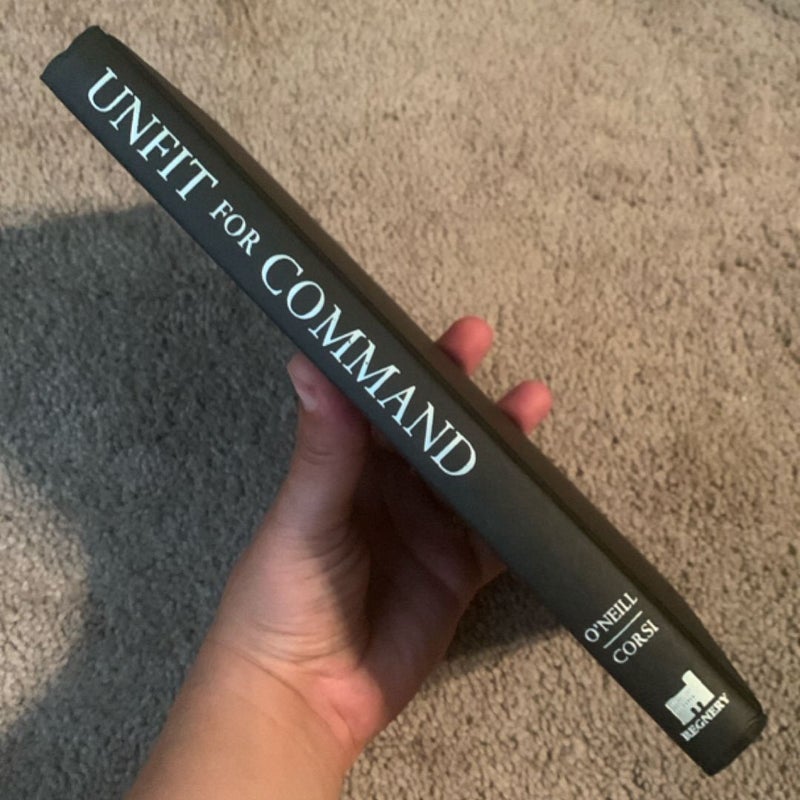 UNFIT FOR COMMAND
O'NEILL
CORSI
REGNERY